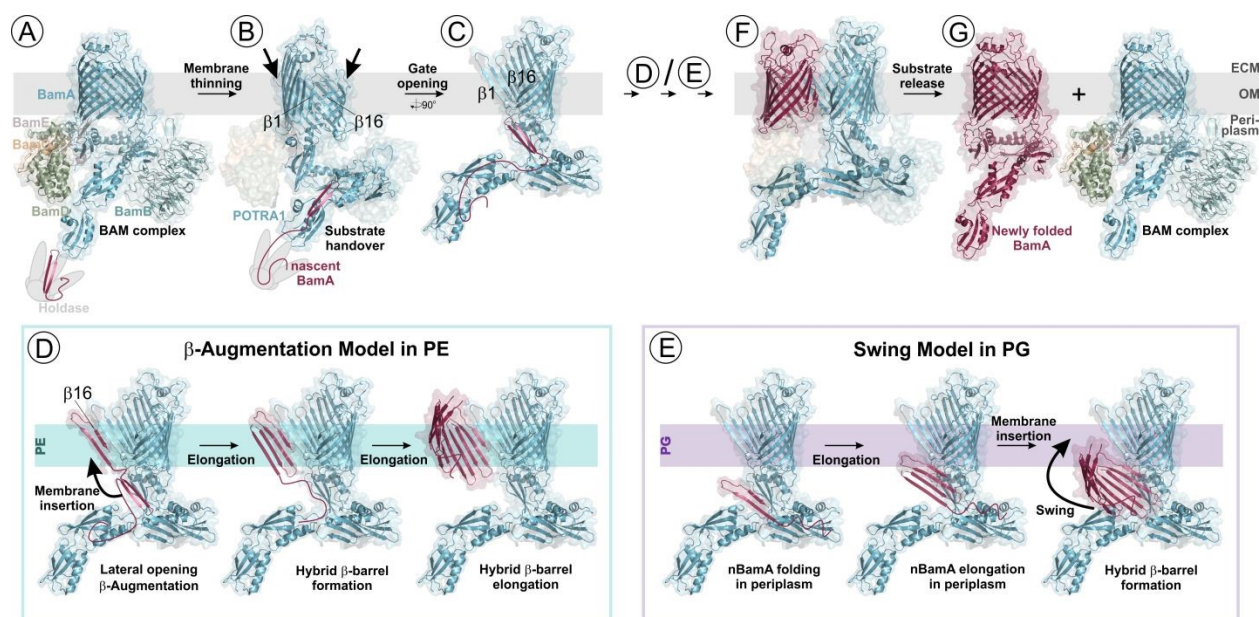 A
BamA
BamE
BamD
BamB
BAM complex
Holdase
Membrane
thinning
B
β1
β16
POTRA1
Substrate
handover
nascent
BamA
Gate
opening
90°
C
β16
β1
D / E
F
Substrate
release
G
+
ECM
OM
Peri-
plasm
Newly folded
BamA
BAM complex
D
β-Augmentation Model in PE
β16
PE
Membrane
insertion
Elongation
Elongation
Lateral opening
β-Augmentation
Hybrid β-barrel
formation
Hybrid β-barrel
elongation
E
Swing Model in PG
PG
Elongation
Membrane
insertion
Swing
nBamA folding
in periplasm
nBamA elongation
in periplasm
Hybrid β-barrel
formation